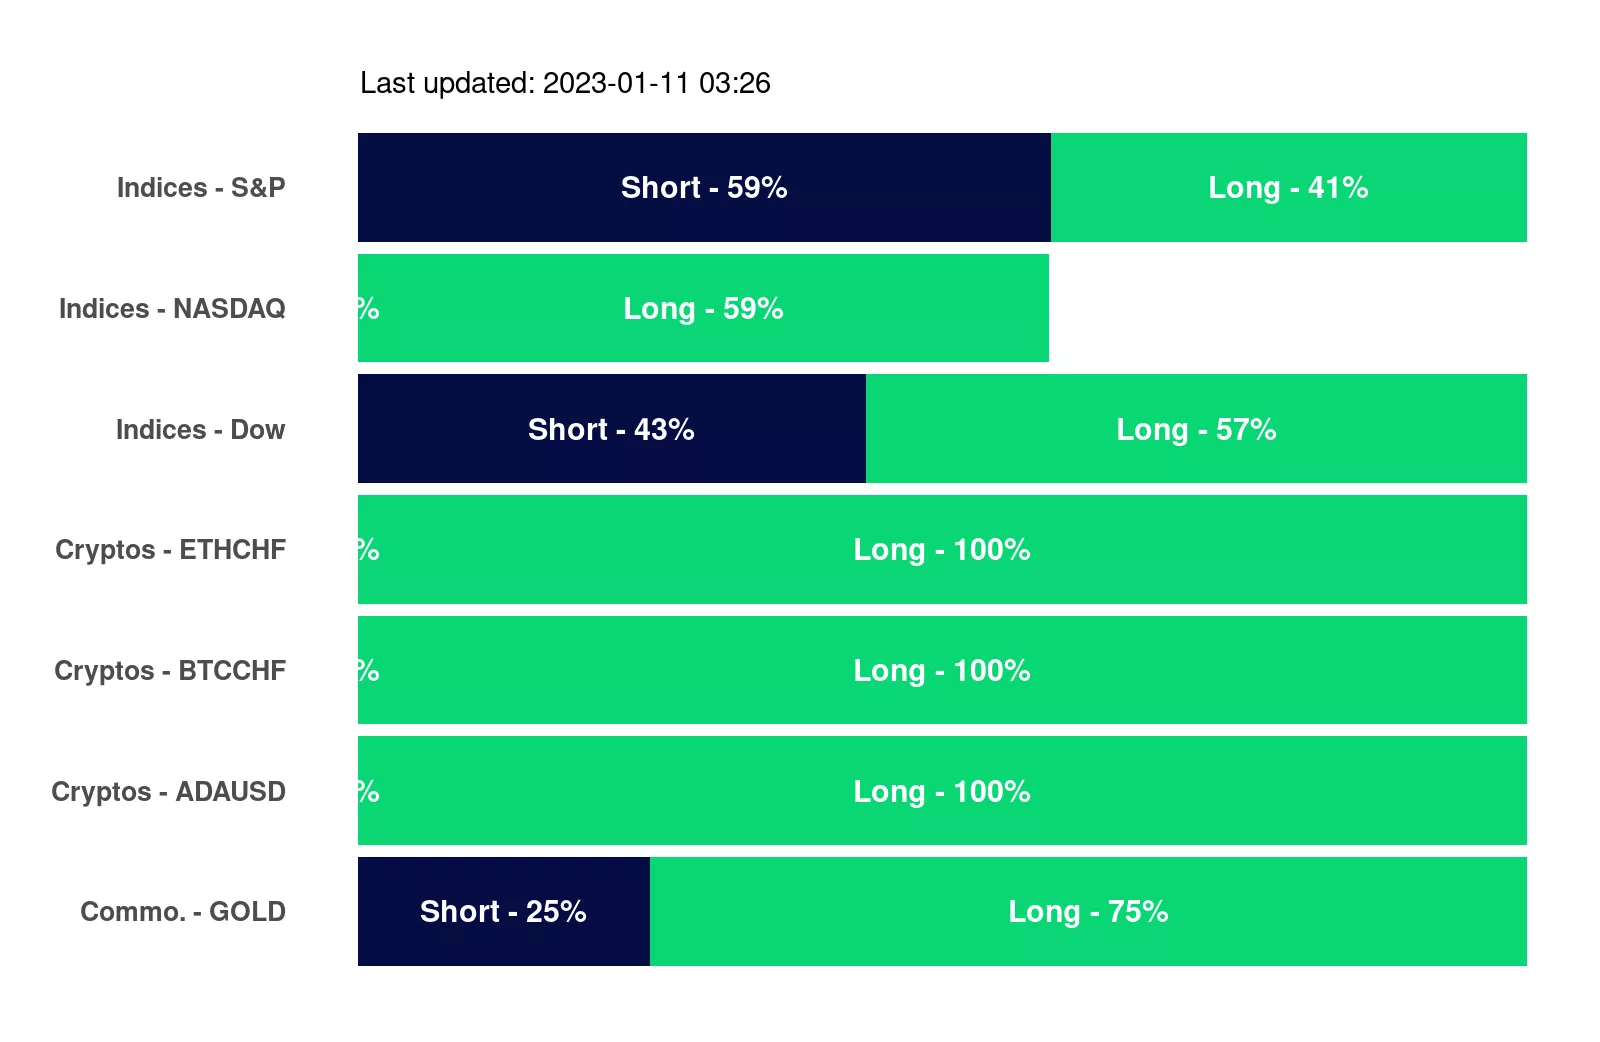 Last updated: 2023-01-11 03:26
Indices - S&P Short - 59% Long - 41%
Indices - NASDAQ % Long - 59%
Indices - Dow Short - 43% Long - 57%
Cryptos - ETHCHF % Long - 100%
Cryptos - BTCCHF % Long - 100%
Cryptos - ADAUSD % Long - 100%
Commo. - GOLD Short - 25% Long - 75%